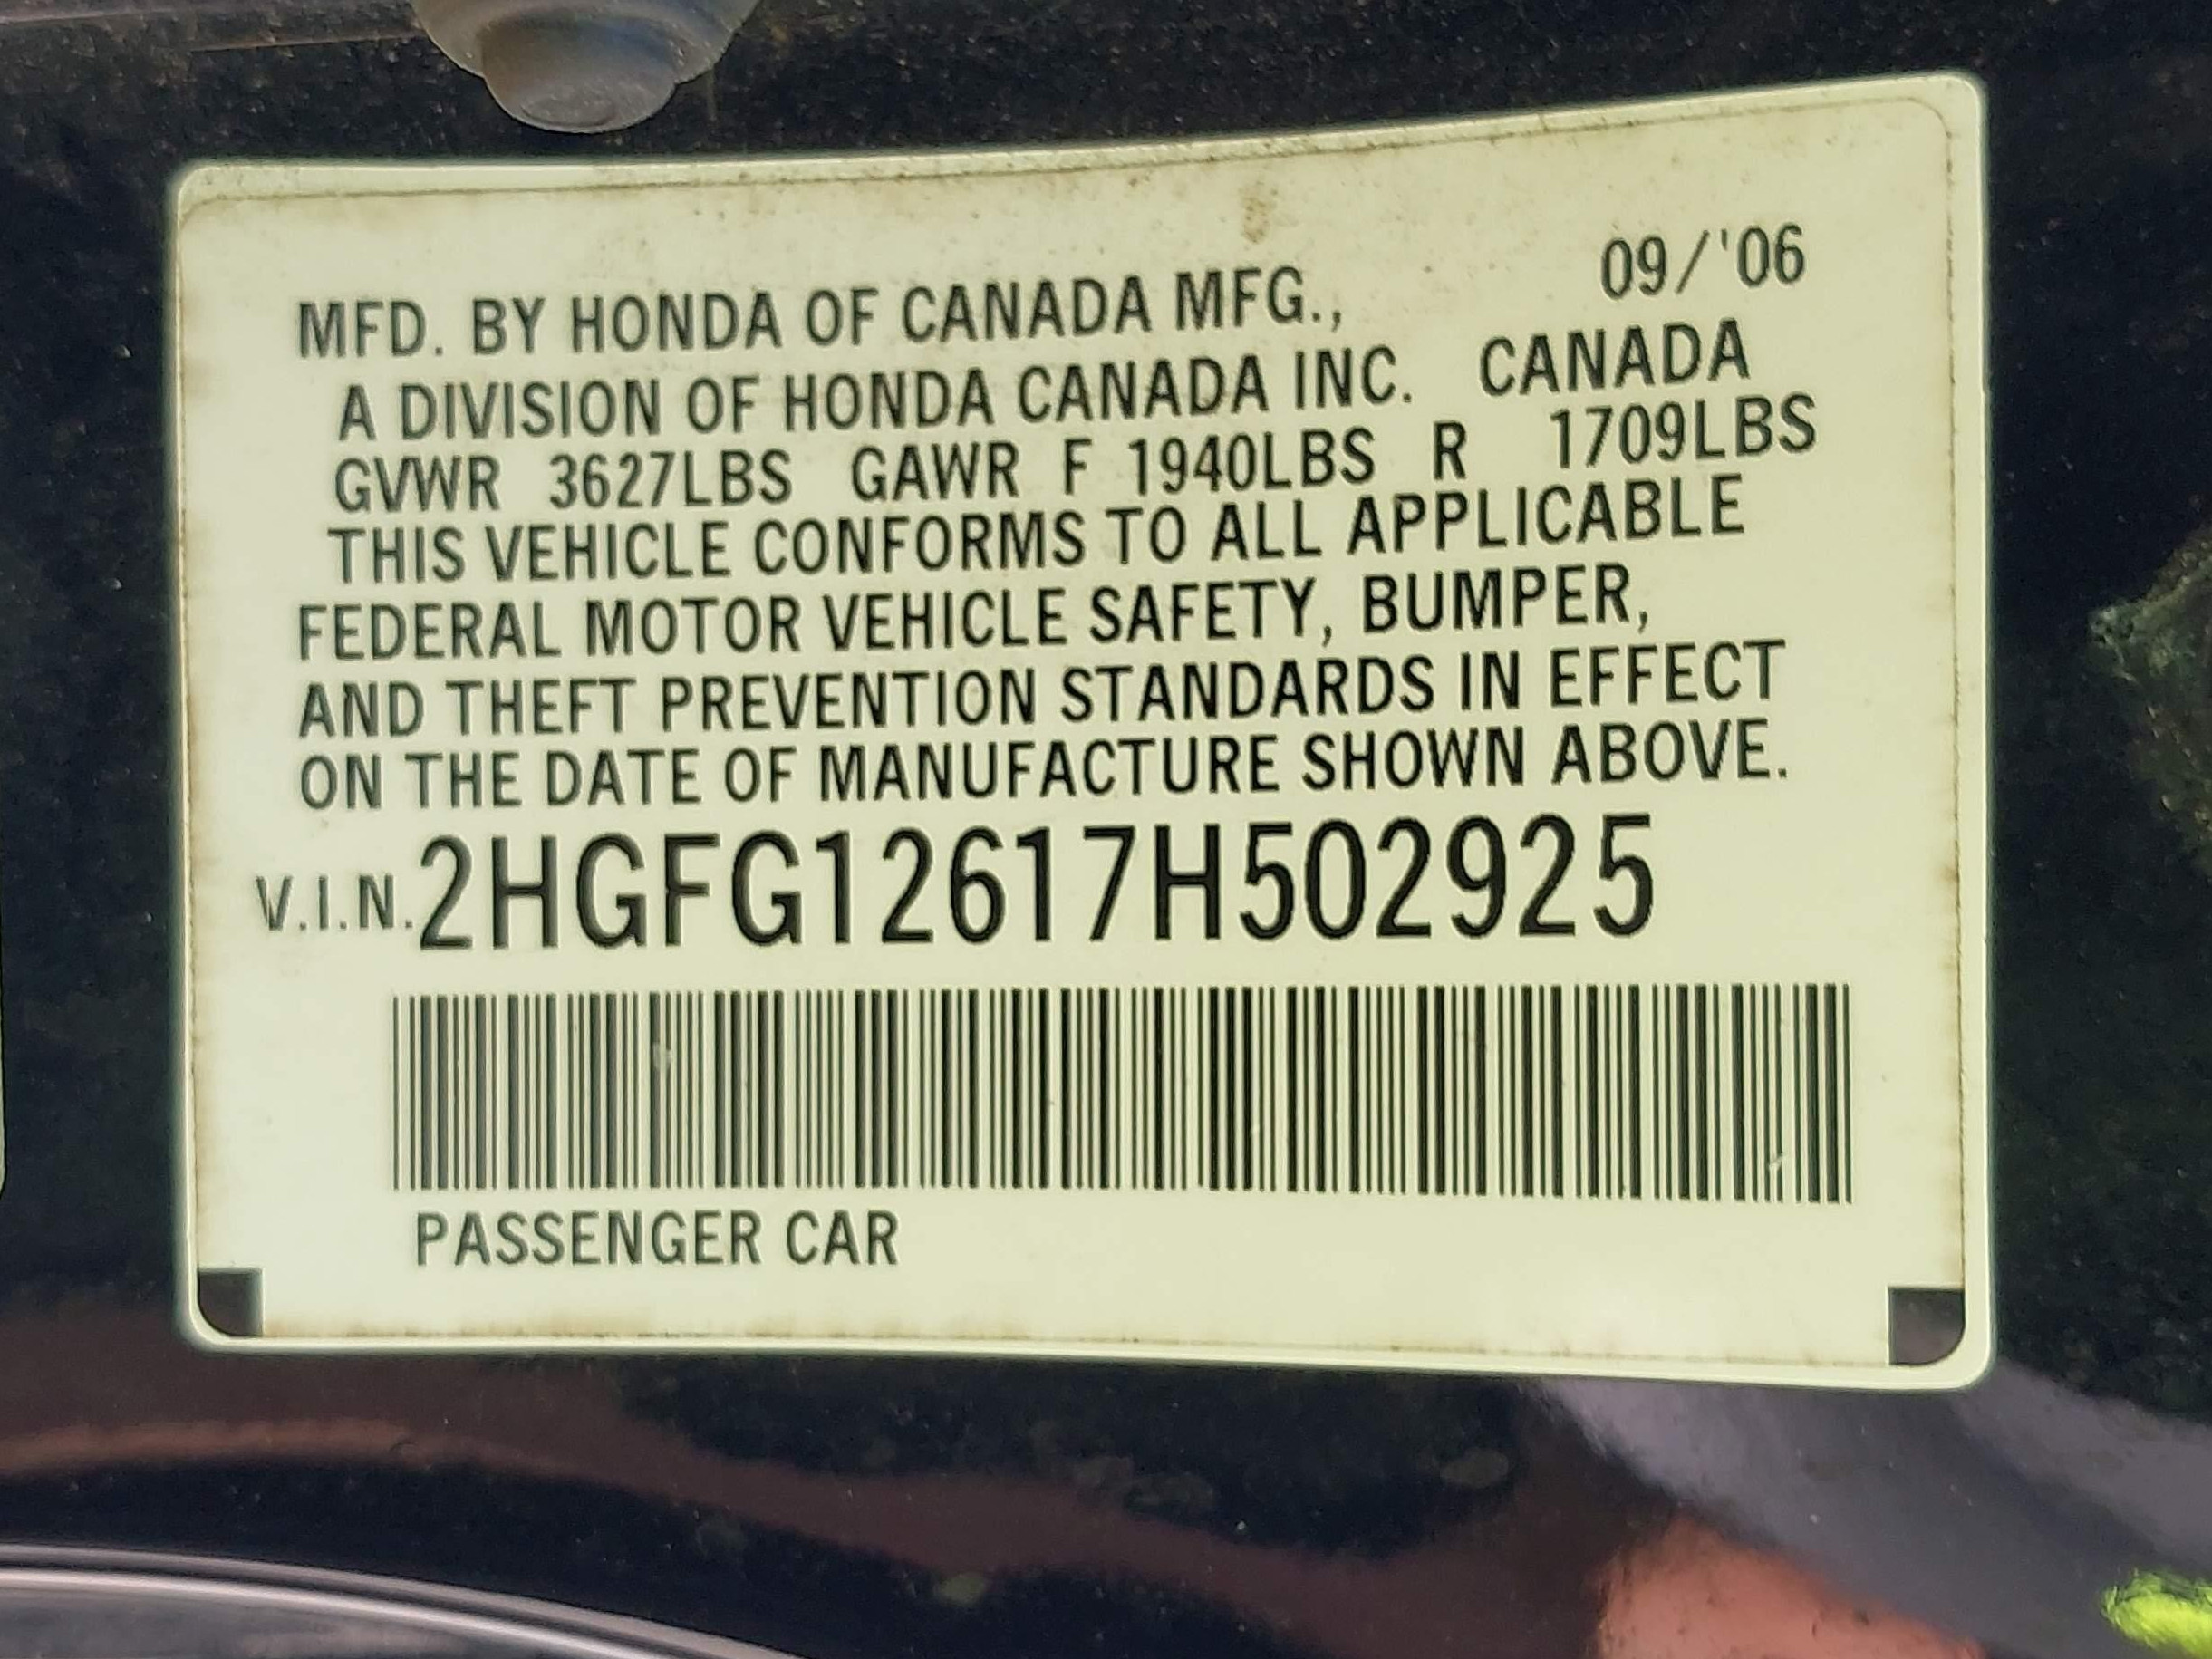 09/'06
MFD. BY HONDA OF CANADA MFG.,
A DIVISION OF HONDA CANADA INC. CANADA
GVWR 3627LBS GAWR F 1940LBS R 1709LBS
THIS VEHICLE CONFORMS TO ALL APPLICABLE
FEDERAL MOTOR VEHICLE SAFETY, BUMPER,
AND THEFT PREVENTION STANDARDS IN EFFECT
ON THE DATE OF MANUFACTURE SHOWN ABOVE.
V.I.N. 2HGFG12617H502925
PASSENGER CAR